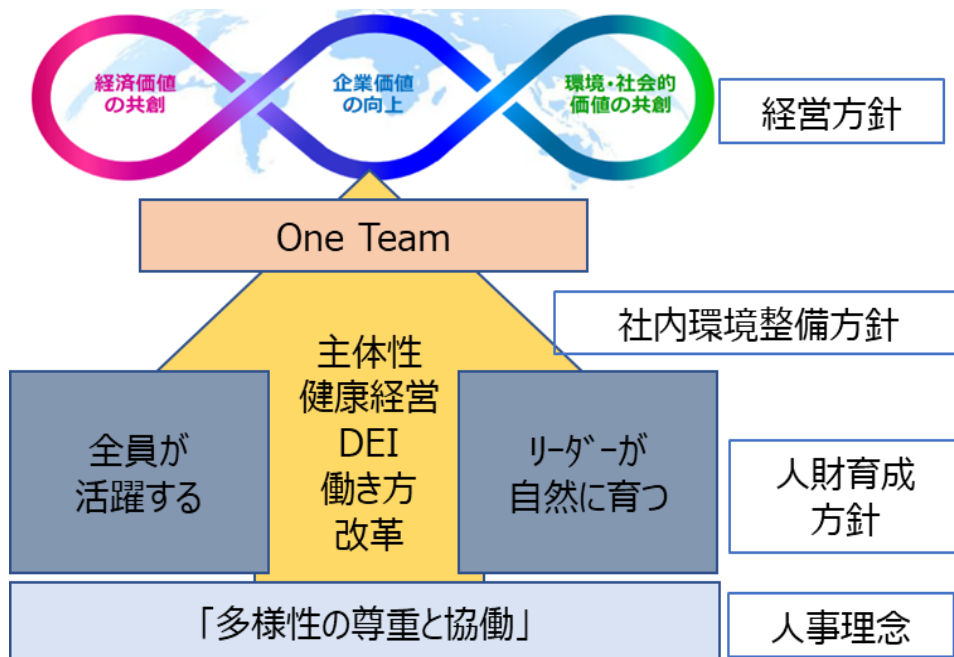 経済価値
の共創
企業価値
の向上
環境・社会的
価値の共創
経営方針
One Team
社内環境整備方針
主体性
健康経営
DEI
働き方
改革
全員が
活躍する
ﾘｰﾀﾞｰが
自然に育つ
人財育成
方針
「多様性の尊重と協働」
人事理念